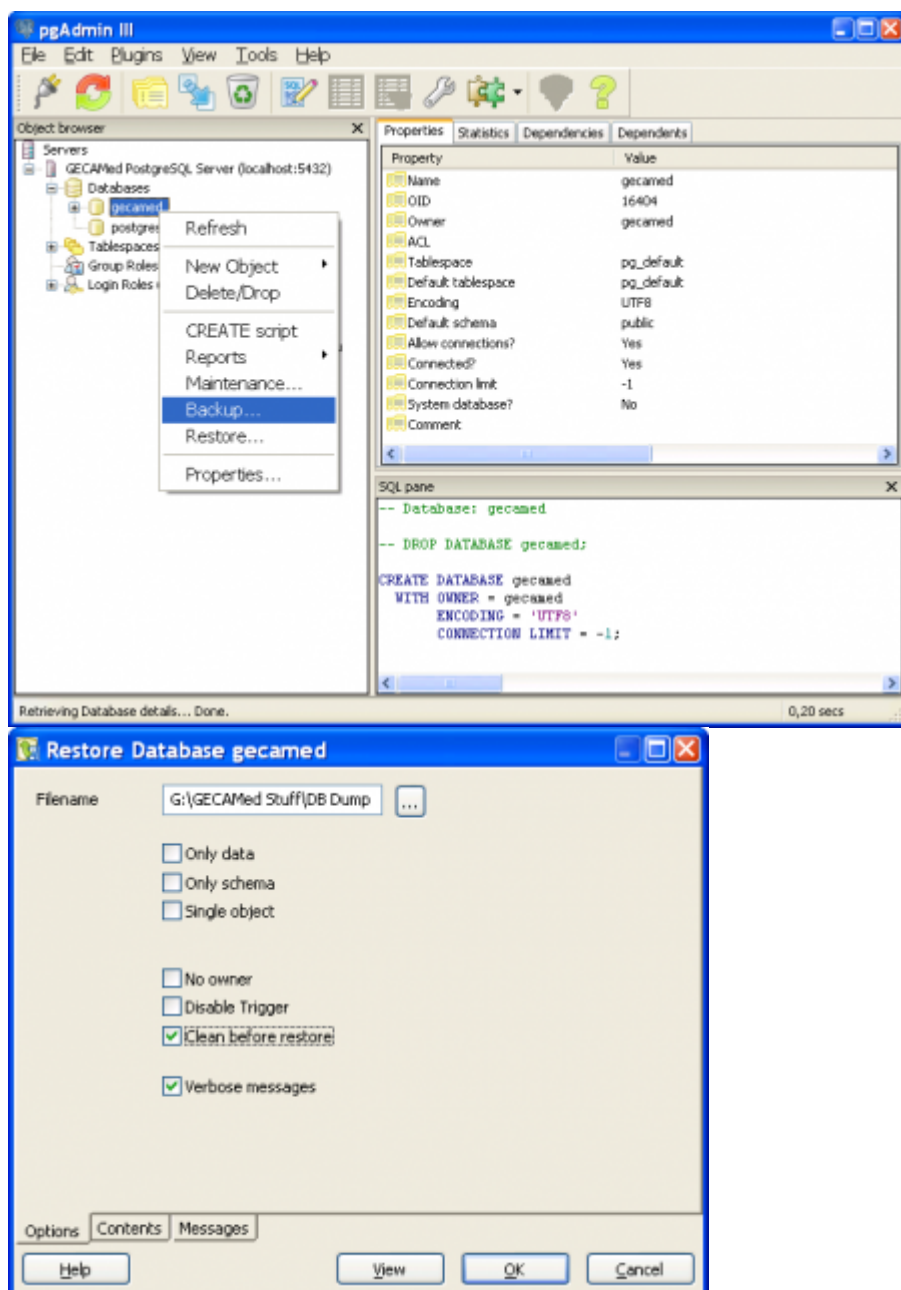 pgAdmin III
File Edit Plugins View Tools Help
SQL
Object browser
Servers
GECAMed PostgreSQL Server (localhost:5432)
Databases
gecamed
postgres
Tablespaces
Group Roles
Login Roles
Refresh
New Object
Delete/Drop
CREATE script
Reports
Maintenance...
Backup...
Restore...
Properties...
Properties Statistics Dependencies Dependents
Property Value
Name gecamed
OID 16404
Owner gecamed
ACL
Tablespace pg_default
Default tablespace pg_default
Encoding UTF8
Default schema public
Allow connections? Yes
Connected? Yes
Connection limit -1
System database? No
Comment
SQL pane
-- Database: gecamed
-- DROP DATABASE gecamed;
CREATE DATABASE gecamed
WITH OWNER = gecamed
ENCODING = 'UTF8'
CONNECTION LIMIT = -1;
Retrieving Database details... Done. 0,20 secs
Restore Database gecamed
Filename G:\GECAMed Stuff\DB Dump ...
Only data
Only schema
Single object
No owner
Disable Trigger
Clean before restore
Verbose messages
Options Contents Messages
Help View OK Cancel